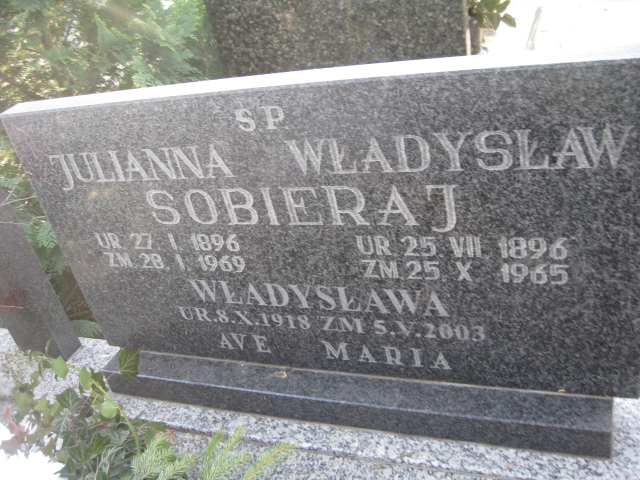 SP
JULIANNA WŁADYSŁAW
SOBIERAJ
UR 27 I 1896 UR 25 VII 1896
ZM 28 I 1969 ZM 25 X 1965
WŁADYSŁAWA
UR.8.X.1918 ZM 5.V.2003
AVE MARIA